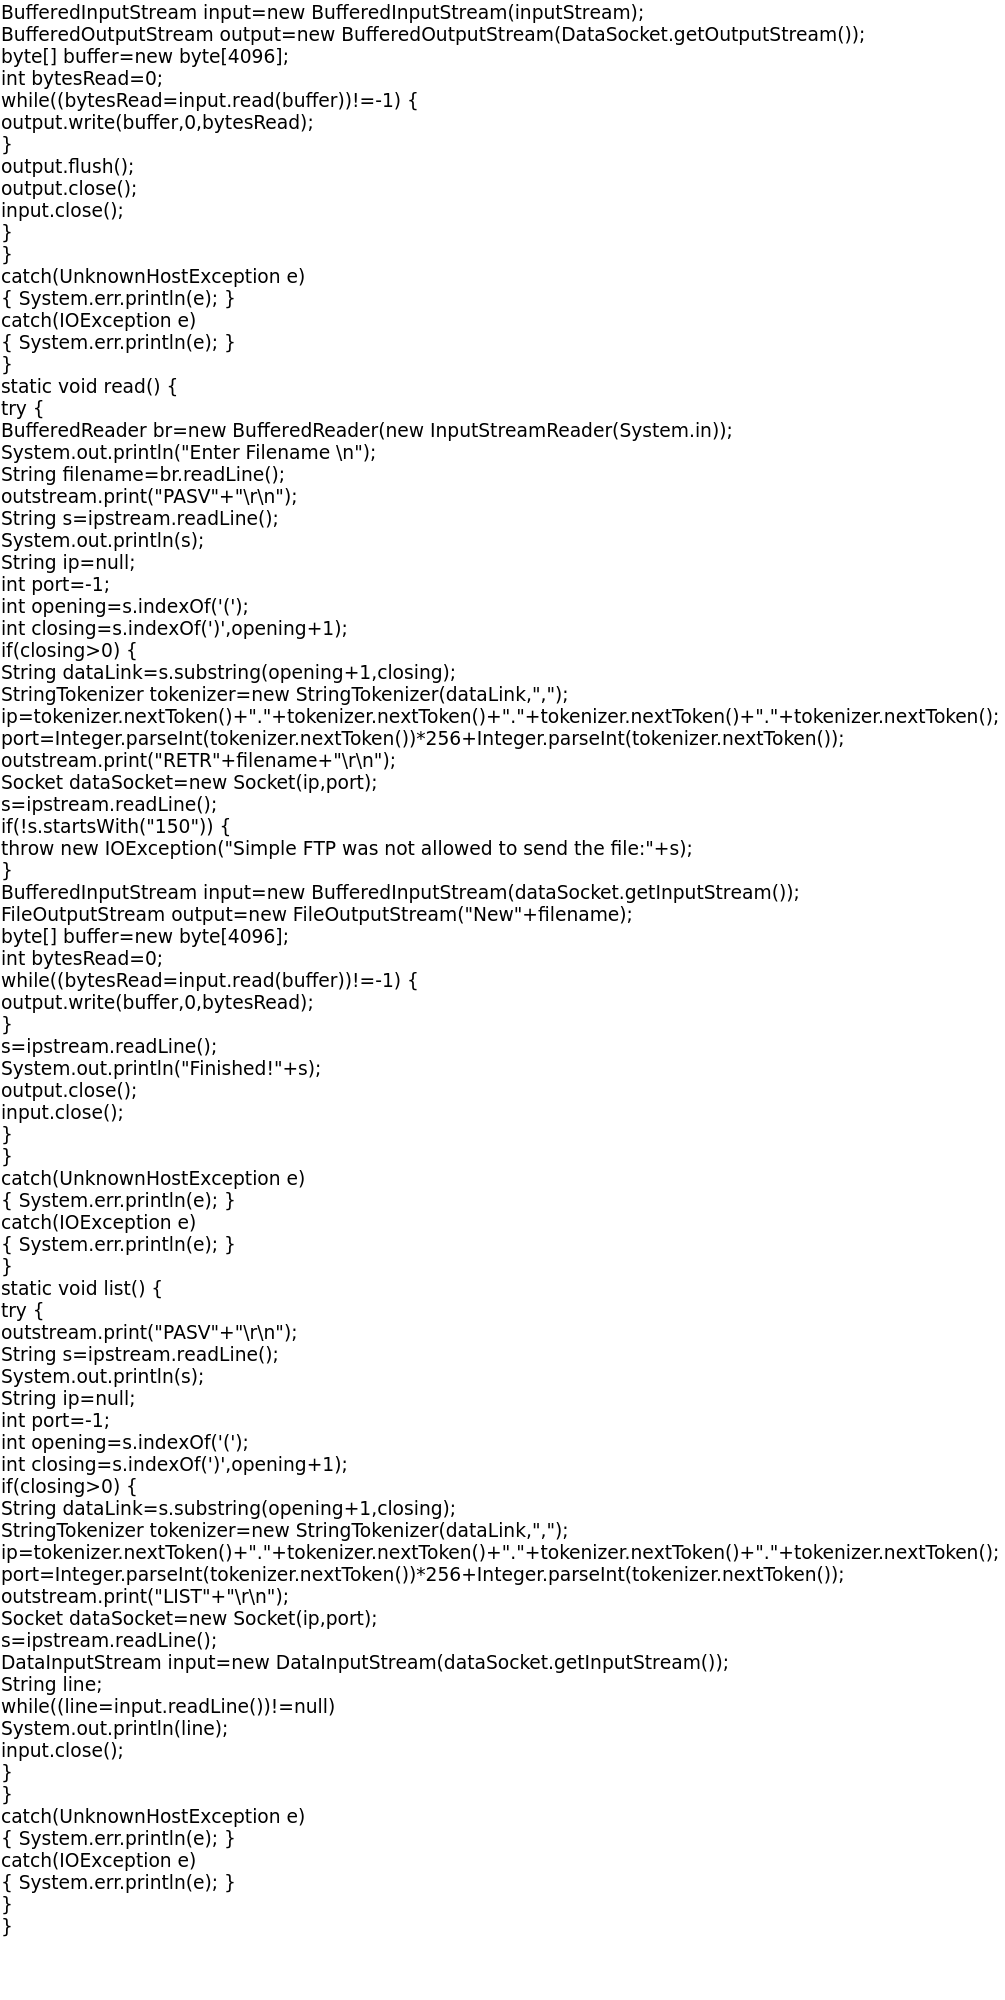 BufferedInputStream input=new BufferedInputStream(inputStream);
BufferedOutputStream output=new BufferedOutputStream(DataSocket.getOutputStream());
byte[] buffer=new byte[4096];
int bytesRead=0;
while((bytesRead=input.read(buffer))!=-1) {
output.write(buffer,0,bytesRead);
}
output.flush();
output.close();
input.close();
}
}
catch(UnknownHostException e)
{ System.err.println(e); }
catch(IOException e)
{ System.err.println(e); }
}
static void read() {
try {
BufferedReader br=new BufferedReader(new InputStreamReader(System.in));
System.out.println("Enter Filename \n");
String filename=br.readLine();
outstream.print("PASV"+"\r\n");
String s=ipstream.readLine();
System.out.println(s);
String ip=null;
int port=-1;
int opening=s.indexOf('(');
int closing=s.indexOf(')',opening+1);
if(closing>0) {
String dataLink=s.substring(opening+1,closing);
StringTokenizer tokenizer=new StringTokenizer(dataLink,",");
ip=tokenizer.nextToken()+"."+tokenizer.nextToken()+"."+tokenizer.nextToken()+"."+tokenizer.nextToken();
port=Integer.parseInt(tokenizer.nextToken())*256+Integer.parseInt(tokenizer.nextToken());
outstream.print("RETR"+filename+"\r\n");
Socket dataSocket=new Socket(ip,port);
s=ipstream.readLine();
if(!s.startsWith("150")) {
throw new IOException("Simple FTP was not allowed to send the file:"+s);
}
BufferedInputStream input=new BufferedInputStream(dataSocket.getInputStream());
FileOutputStream output=new FileOutputStream("New"+filename);
byte[] buffer=new byte[4096];
int bytesRead=0;
while((bytesRead=input.read(buffer))!=-1) {
output.write(buffer,0,bytesRead);
}
s=ipstream.readLine();
System.out.println("Finished!"+s);
output.close();
input.close();
}
}
catch(UnknownHostException e)
{ System.err.println(e); }
catch(IOException e)
{ System.err.println(e); }
}
static void list() {
try {
outstream.print("PASV"+"\r\n");
String s=ipstream.readLine();
System.out.println(s);
String ip=null;
int port=-1;
int opening=s.indexOf('(');
int closing=s.indexOf(')',opening+1);
if(closing>0) {
String dataLink=s.substring(opening+1,closing);
StringTokenizer tokenizer=new StringTokenizer(dataLink,",");
ip=tokenizer.nextToken()+"."+tokenizer.nextToken()+"."+tokenizer.nextToken()+"."+tokenizer.nextToken();
port=Integer.parseInt(tokenizer.nextToken())*256+Integer.parseInt(tokenizer.nextToken());
outstream.print("LIST"+"\r\n");
Socket dataSocket=new Socket(ip,port);
s=ipstream.readLine();
DataInputStream input=new DataInputStream(dataSocket.getInputStream());
String line;
while((line=input.readLine())!=null)
System.out.println(line);
input.close();
}
}
catch(UnknownHostException e)
{ System.err.println(e); }
catch(IOException e)
{ System.err.println(e); }
}
}